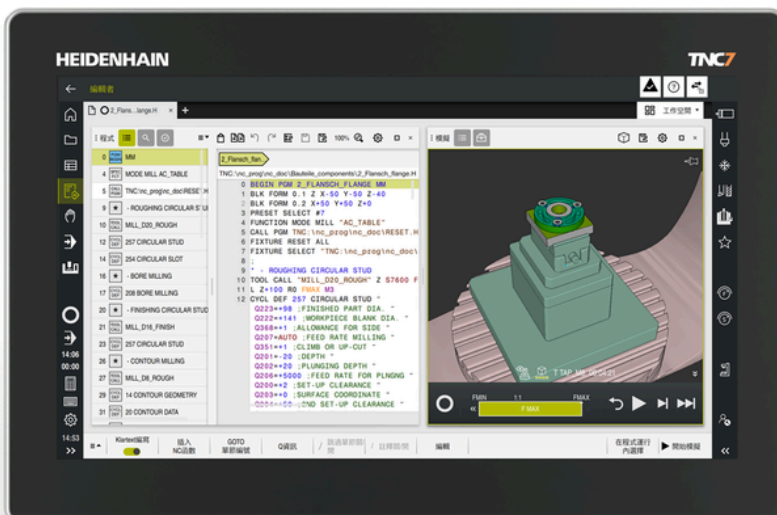 HEIDENHAIN
TNC7
編輯者
2_Flans...lange.H
工作空間
程式
100%
模擬
0 MM
4 MODE MILL AC_TABLE
5 TNC:\nc_prog\nc_doc\RESET.H
9 - ROUGHING CIRCULAR STUD
10 MILL_D20_ROUGH
12 257 CIRCULAR STUD
14 254 CIRCULAR SLOT
16 - BORE MILLING
17 208 BORE MILLING
20 - FINISHING CIRCULAR STUD
21 MILL_D16_FINISH
23 257 CIRCULAR STUD
26 - CONTOUR MILLING
27 MILL_D8_ROUGH
29 14 CONTOUR GEOMETRY
31 20 CONTOUR DATA
2_Flansch_flan...
TNC:\nc_prog\nc_doc\Bauteile_components\2_Flansch_flange.H
0 BEGIN PGM 2_FLANSCH_FLANGE MM
1 BLK FORM 0.1 Z X-50 Y-50 Z-40
2 BLK FORM 0.2 X+50 Y+50 Z+0
3 PRESET SELECT #7
4 FUNCTION MODE MILL "AC_TABLE"
5 CALL PGM TNC:\nc_prog\nc_doc\RESET.H
6 FIXTURE RESET ALL
7 FIXTURE SELECT "TNC:\nc_prog\nc_doc
8 ;
9 * - ROUGHING CIRCULAR STUD
10 TOOL CALL "MILL_D20_ROUGH" Z S7600 F
11 L Z+100 R0 FMAX M3
12 CYCL DEF 257 CIRCULAR STUD ~
Q223=+98 ;FINISHED PART DIA. ~
Q222=+141 ;WORKPIECE BLANK DIA. ~
Q368=+1 ;ALLOWANCE FOR SIDE ~
Q207=AUTO ;FEED RATE MILLING ~
Q351=+1 ;CLIMB OR UP-CUT ~
Q201=-20 ;DEPTH ~
Q202=+20 ;PLUNGING DEPTH ~
Q206=+5000 ;FEED RATE FOR PLNGNG ~
Q200=+2 ;SET-UP CLEARANCE ~
Q203=+0 ;SURFACE COORDINATE ~
Q204=+50 ;2ND SET-UP CLEARANCE ~
FMIN 1:1 FMAX
F MAX
14:06
00:00
14:53
Klartext編寫
插入
NC函數
GOTO
單節編號
Q資訊
編輯
在程式運行
內選擇
開始模擬